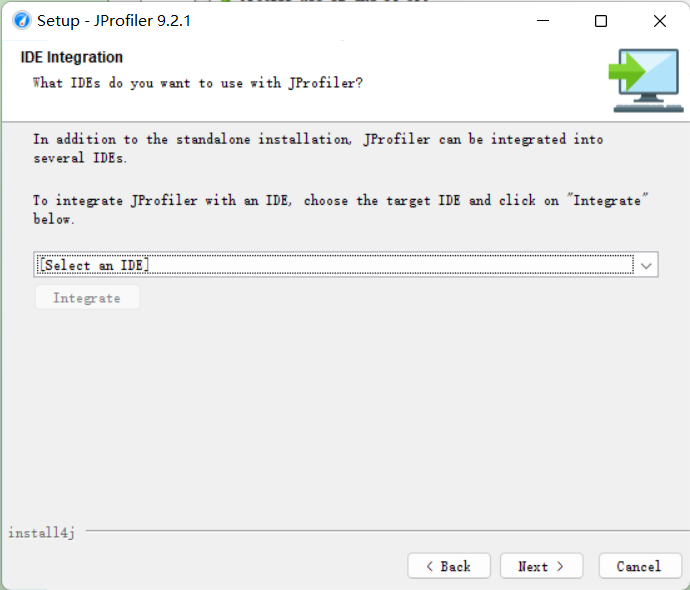 Setup - JProfiler 9.2.1
IDE Integration
What IDEs do you want to use with JProfiler?
In addition to the standalone installation, JProfiler can be integrated into
several IDEs.
To integrate JProfiler with an IDE, choose the target IDE and click on "Integrate"
below.
[Select an IDE]
Integrate
install4j
< Back
Next >
Cancel